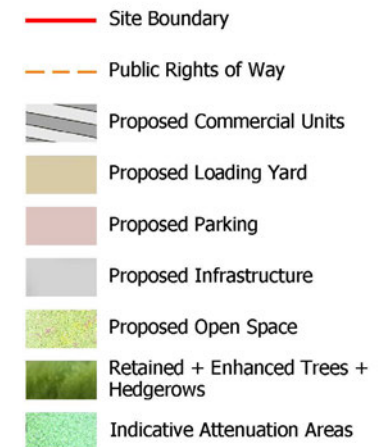 Site Boundary
Public Rights of Way
Proposed Commercial Units
Proposed Loading Yard
Proposed Parking
Proposed Infrastructure
Proposed Open Space
Retained + Enhanced Trees +
Hedgerows
Indicative Attenuation Areas